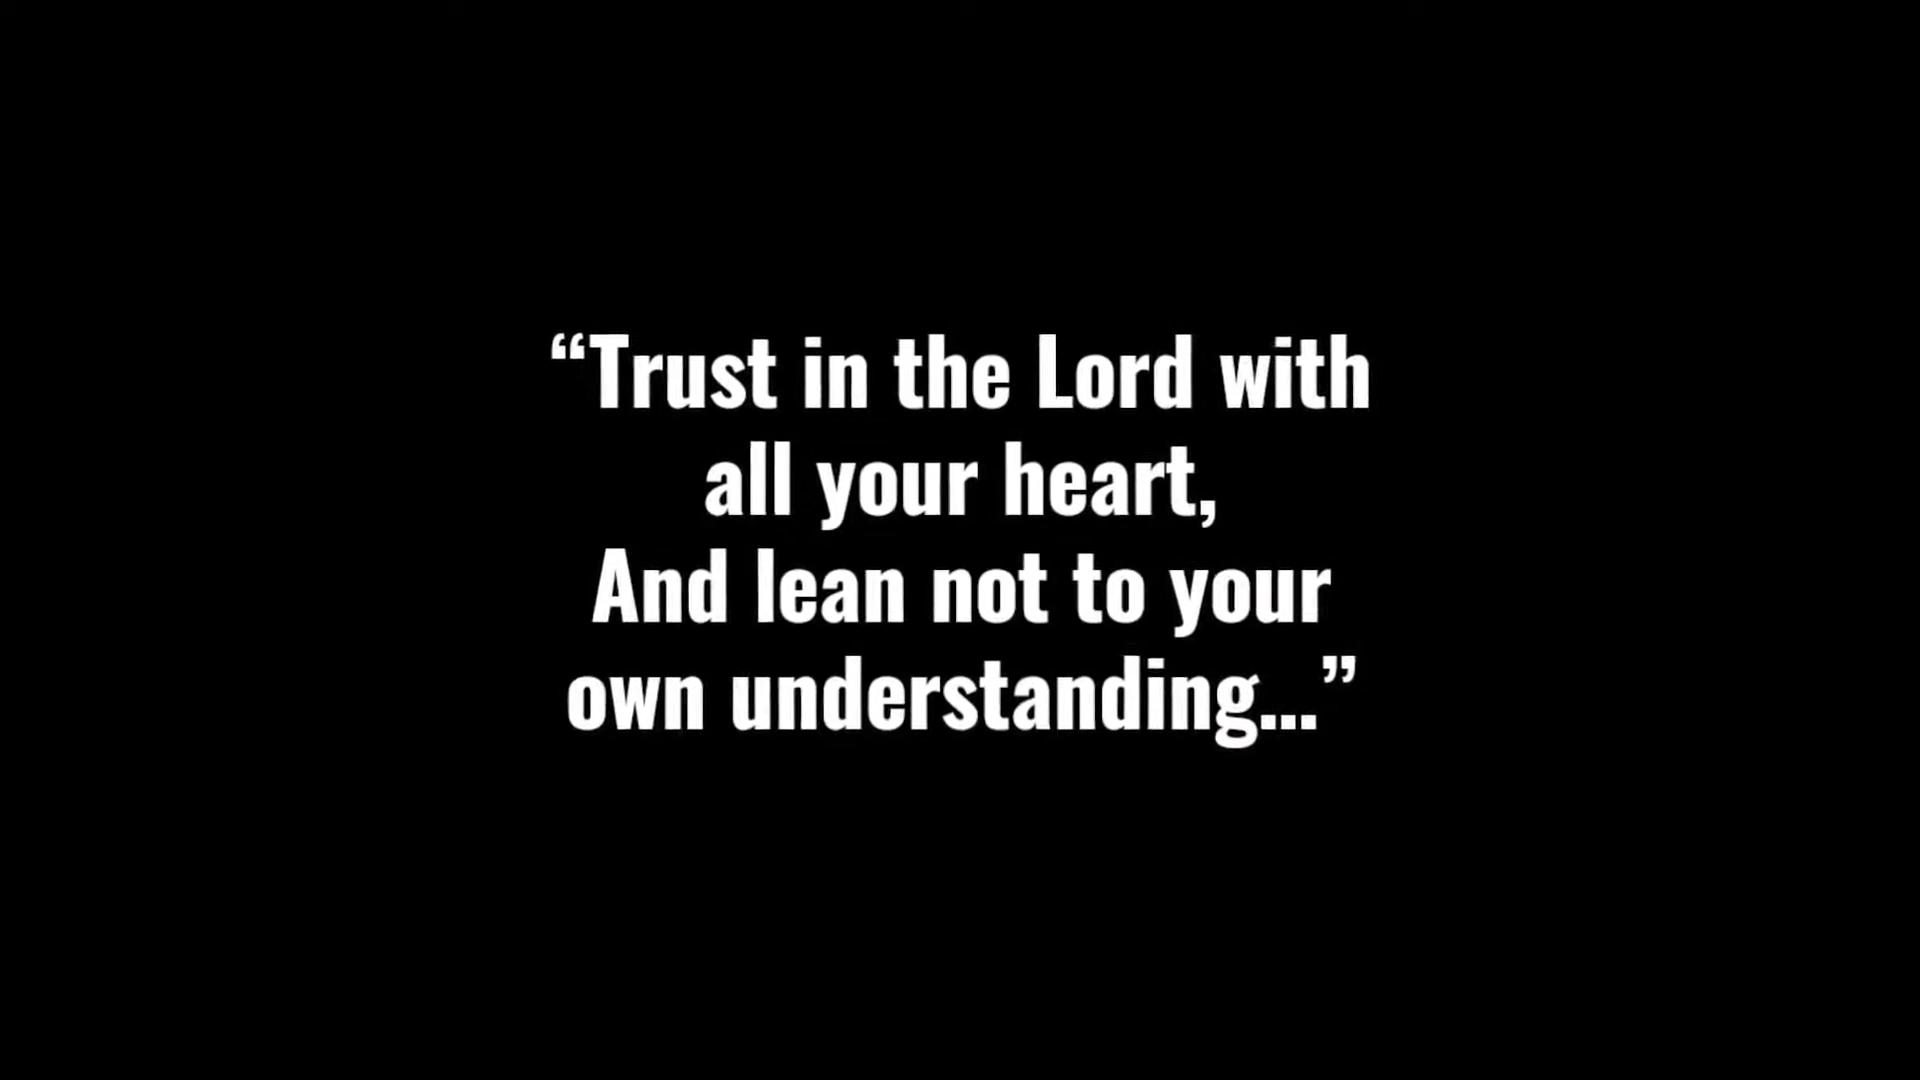 “Trust in the Lord with
all your heart,
And lean not to your
own understanding...”